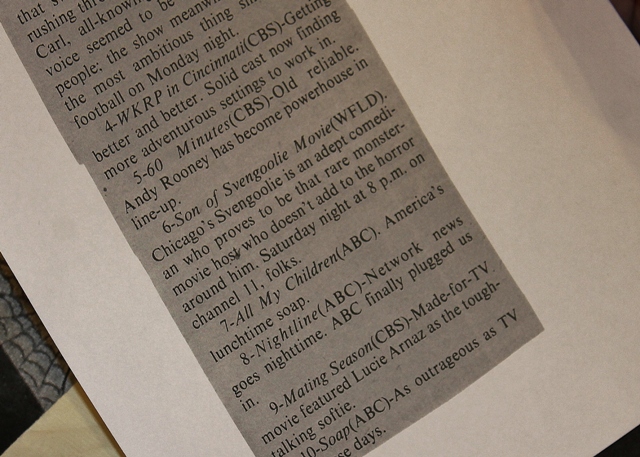 that s
rushing thr
Carl, all-knowing
voice seemed to be
people: the show meanwhi
the most ambitious thing sin
football on Monday night.
4-WKRP in Cincinnati(CBS)-Getting
better and better. Solid cast now finding
more adventurous settings to work in.
5-60 Minutes(CBS)-Old reliable.
Andy Rooney has become powerhouse in
line-up.
6-Son of Svengoolie Movie(WFLD).
Chicago's Svengoolie is an adept comedi-
an who proves to be that rare monster-
movie host who doesn't add to the horror
around him. Saturday night at 8 p.m. on
channel 11, folks.
7-All My Children(ABC). America's
lunchtime soap.
8-Nightline(ABC)-Network news
goes nighttime. ABC finally plugged us
in.
9-Mating Season(CBS)-Made-for-TV
movie featured Lucie Arnaz as the tough-
talking softie.
10-Soap(ABC)-As outrageous as TV
se days.